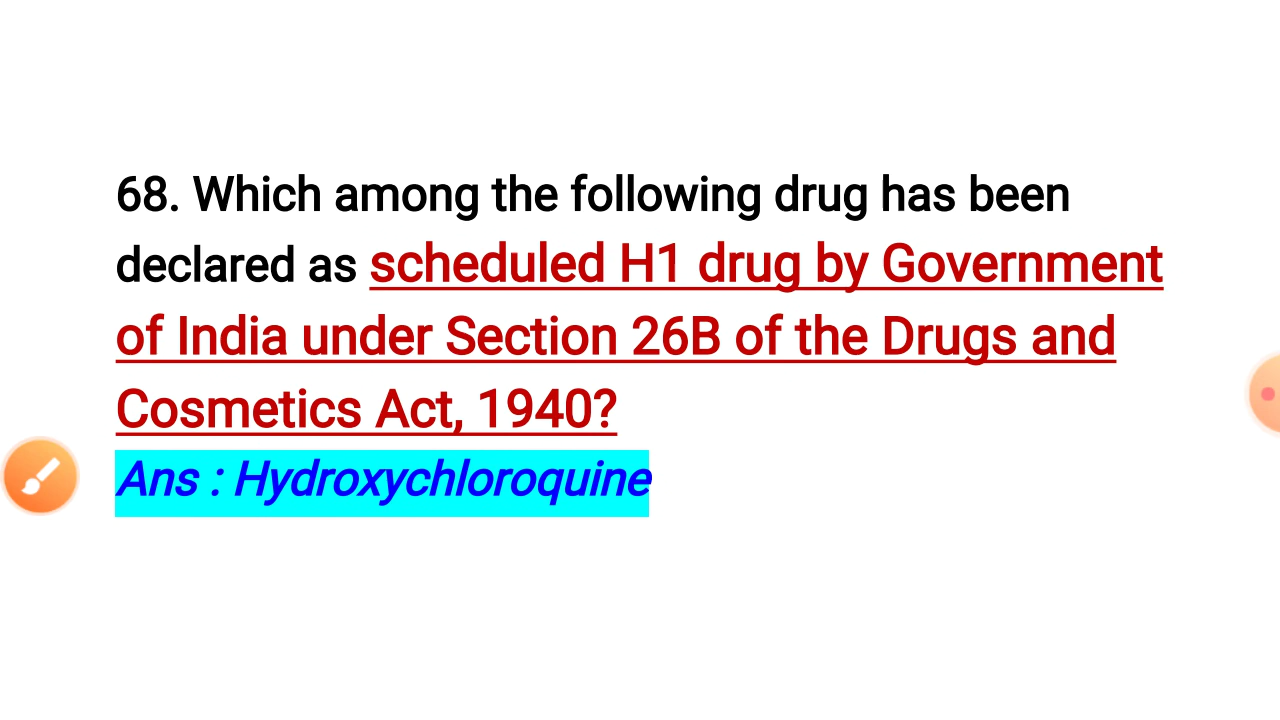 68. Which among the following drug has been
declared as scheduled H1 drug by Government
of India under Section 26B of the Drugs and
Cosmetics Act, 1940?
Ans : Hydroxychloroquine